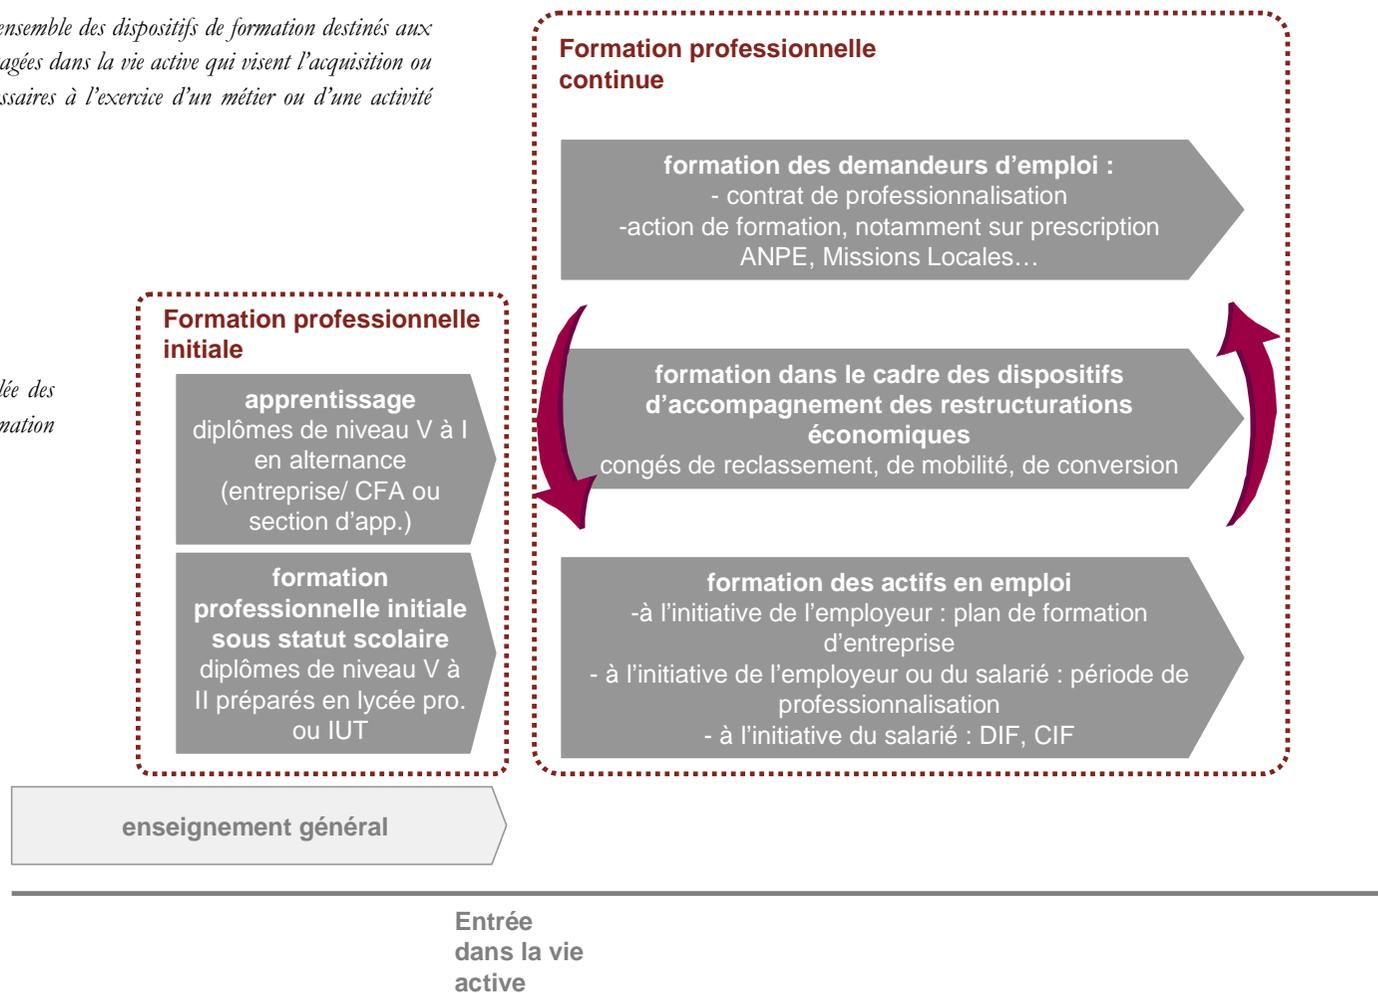 ensemble des dispositifs de formation destinés aux
agées dans la vie active qui visent l’acquisition ou
ssaires à l’exercice d’un métier ou d’une activité
Formation professionnelle
continue
formation des demandeurs d’emploi :
- contrat de professionnalisation
-action de formation, notamment sur prescription
ANPE, Missions Locales…
Formation professionnelle
initiale
apprentissage
diplômes de niveau V à I
en alternance
(entreprise/ CFA ou
section d’app.)
formation
professionnelle initiale
sous statut scolaire
diplômes de niveau V à
II préparés en lycée pro.
ou IUT
lée des
mation
formation dans le cadre des dispositifs
d’accompagnement des restructurations
économiques
congés de reclassement, de mobilité, de conversion
formation des actifs en emploi
-à l’initiative de l’employeur : plan de formation
d’entreprise
- à l’initiative de l’employeur ou du salarié : période de
professionnalisation
- à l’initiative du salarié : DIF, CIF
enseignement général
Entrée
dans la vie
active